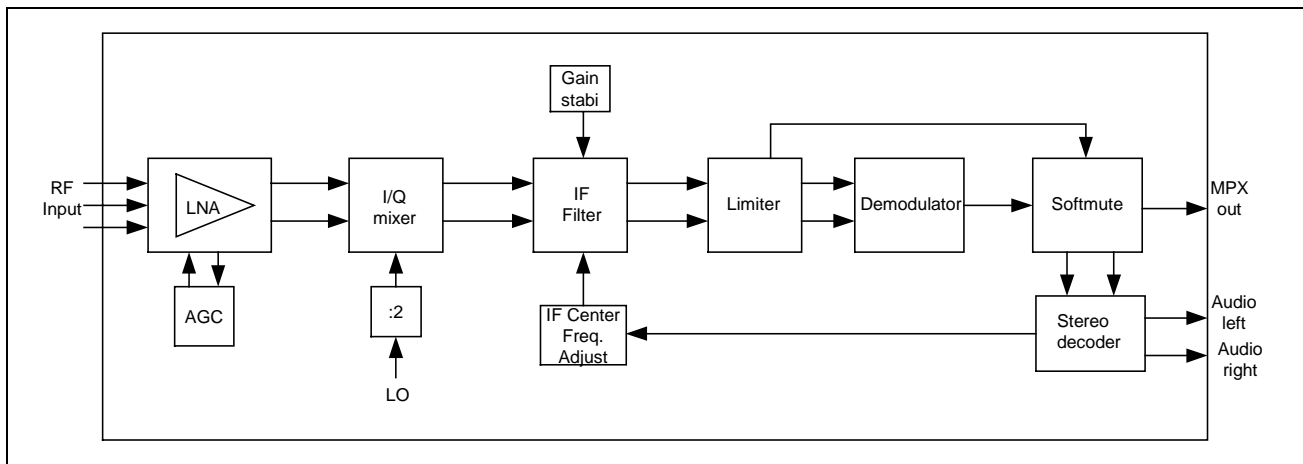 Gain
stabi
RF
Input
LNA
I/Q
mixer
IF
Filter
Limiter
Demodulator
Softmute
MPX
out
AGC
:2
IF Center
Freq.
Adjust
Stereo
decoder
Audio
left
Audio
right
LO